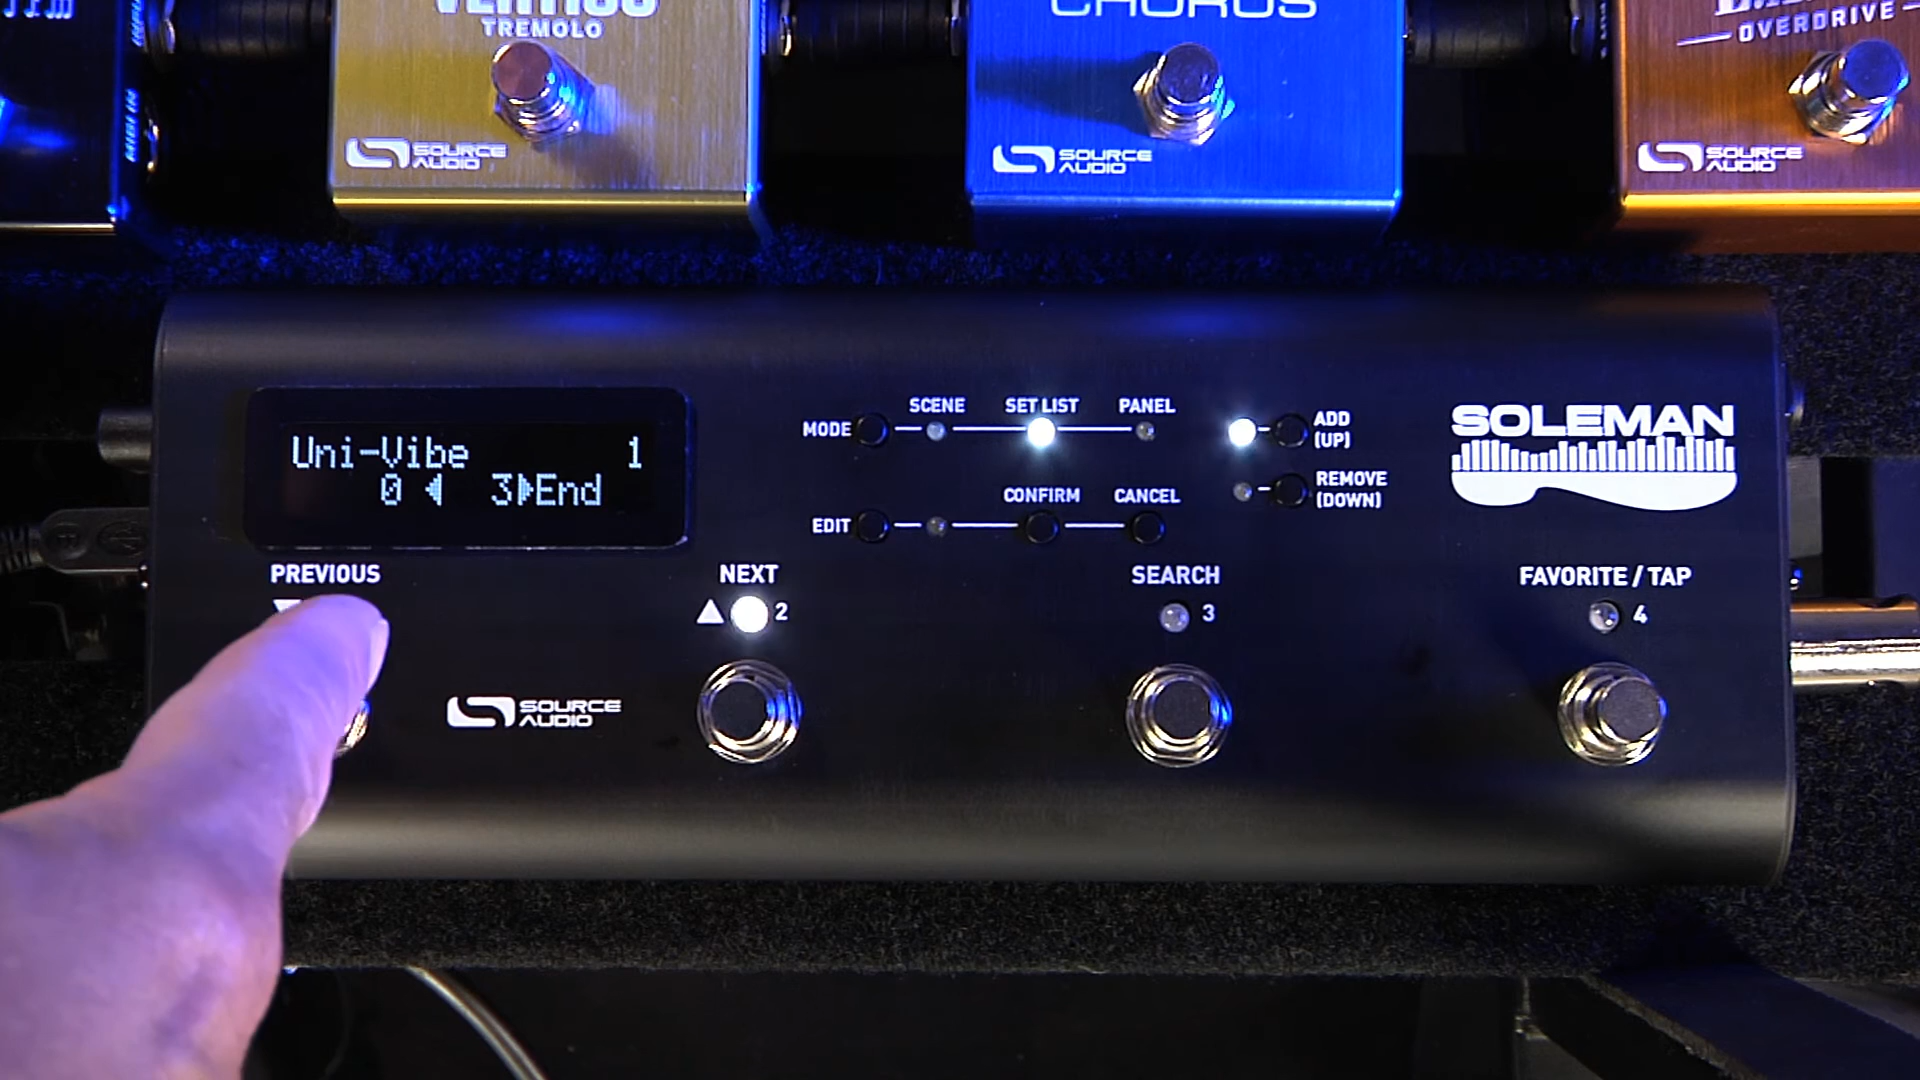 TREMOLO
CHORUS
OVERDRIVE
SOURCE
AUDIO
SOURCE
AUDIO
SOURCE
AUDIO
SCENE
SET LIST
PANEL
MODE
ADD
(UP)
SOLEMAN
Uni-Vibe 1
0 ◀ 3▶End
REMOVE
(DOWN)
CONFIRM
CANCEL
EDIT
PREVIOUS
NEXT
SEARCH
FAVORITE / TAP
2
3
4
SOURCE
AUDIO